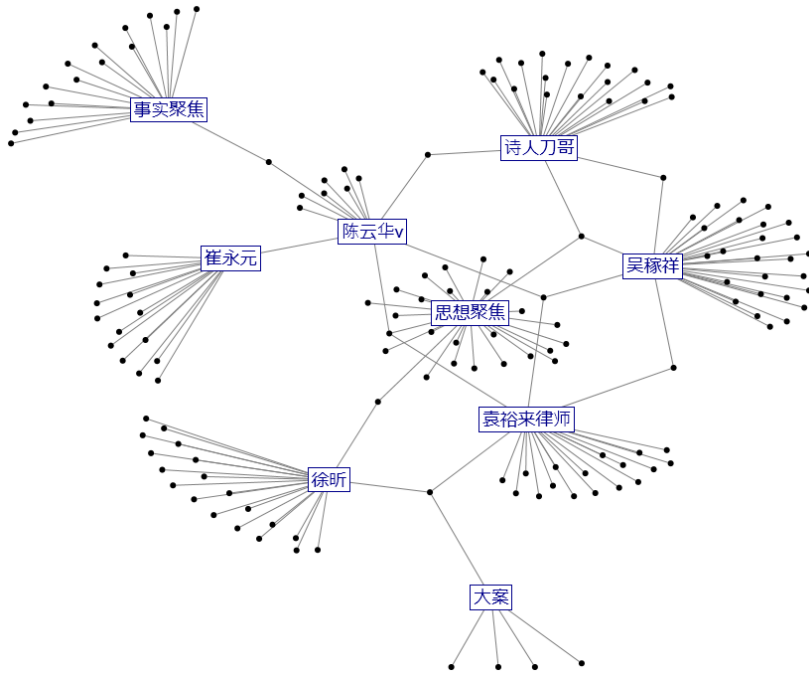 事实聚焦
诗人刀哥
陈云华v
崔永元
吴稼祥
思想聚焦
袁裕来律师
徐昕
大案